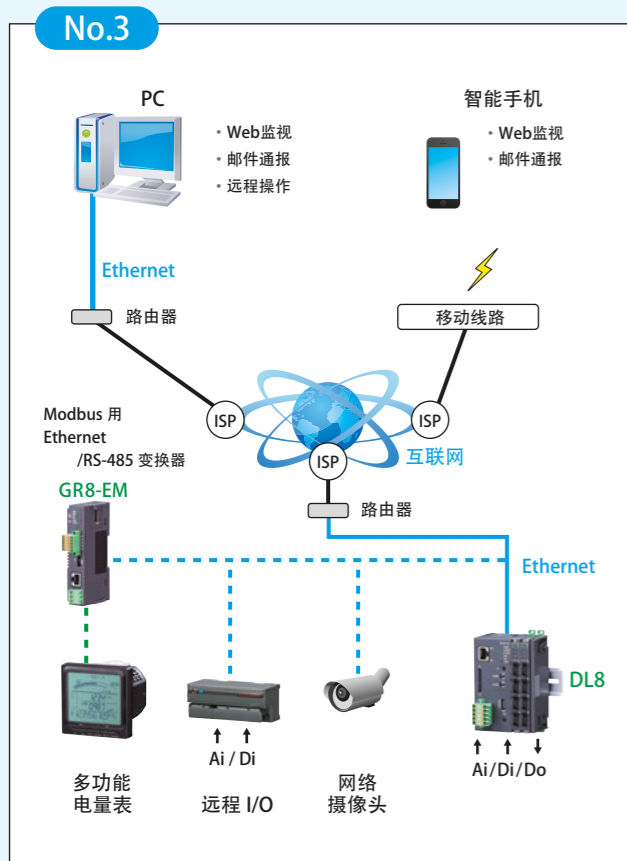 No.3
PC
・Web监视
・邮件通报
・远程操作
智能手机
・Web监视
・邮件通报
Ethernet
路由器
移动线路
ISP
ISP
ISP
互联网
Modbus 用
Ethernet
/RS-485 变换器
GR8-EM
路由器
Ethernet
DL8
Ai / Di
Ai/Di/Do
多功能
电量表
远程 I/O
网络
摄像头